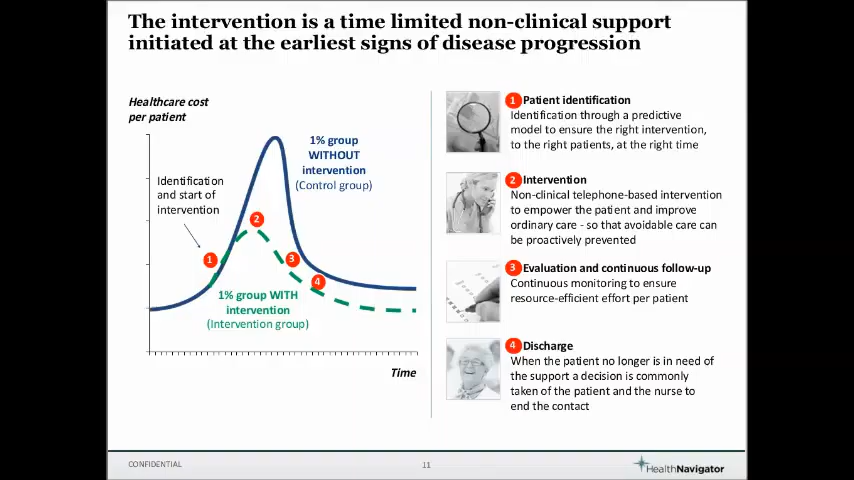 The intervention is a time limited non-clinical support
initiated at the earliest signs of disease progression
Healthcare cost
per patient
1% group
WITHOUT
intervention
(Control group)
Identification
and start of
intervention
1
2
3
4
1% group WITH
intervention
(Intervention group)
Time
1 Patient identification
Identification through a predictive
model to ensure the right intervention,
to the right patients, at the right time
2 Intervention
Non-clinical telephone-based intervention
to empower the patient and improve
ordinary care - so that avoidable care can
be proactively prevented
3 Evaluation and continuous follow-up
Continuous monitoring to ensure
resource-efficient effort per patient
4 Discharge
When the patient no longer is in need of
the support a decision is commonly
taken of the patient and the nurse to
end the contact
CONFIDENTIAL
11
HealthNavigator